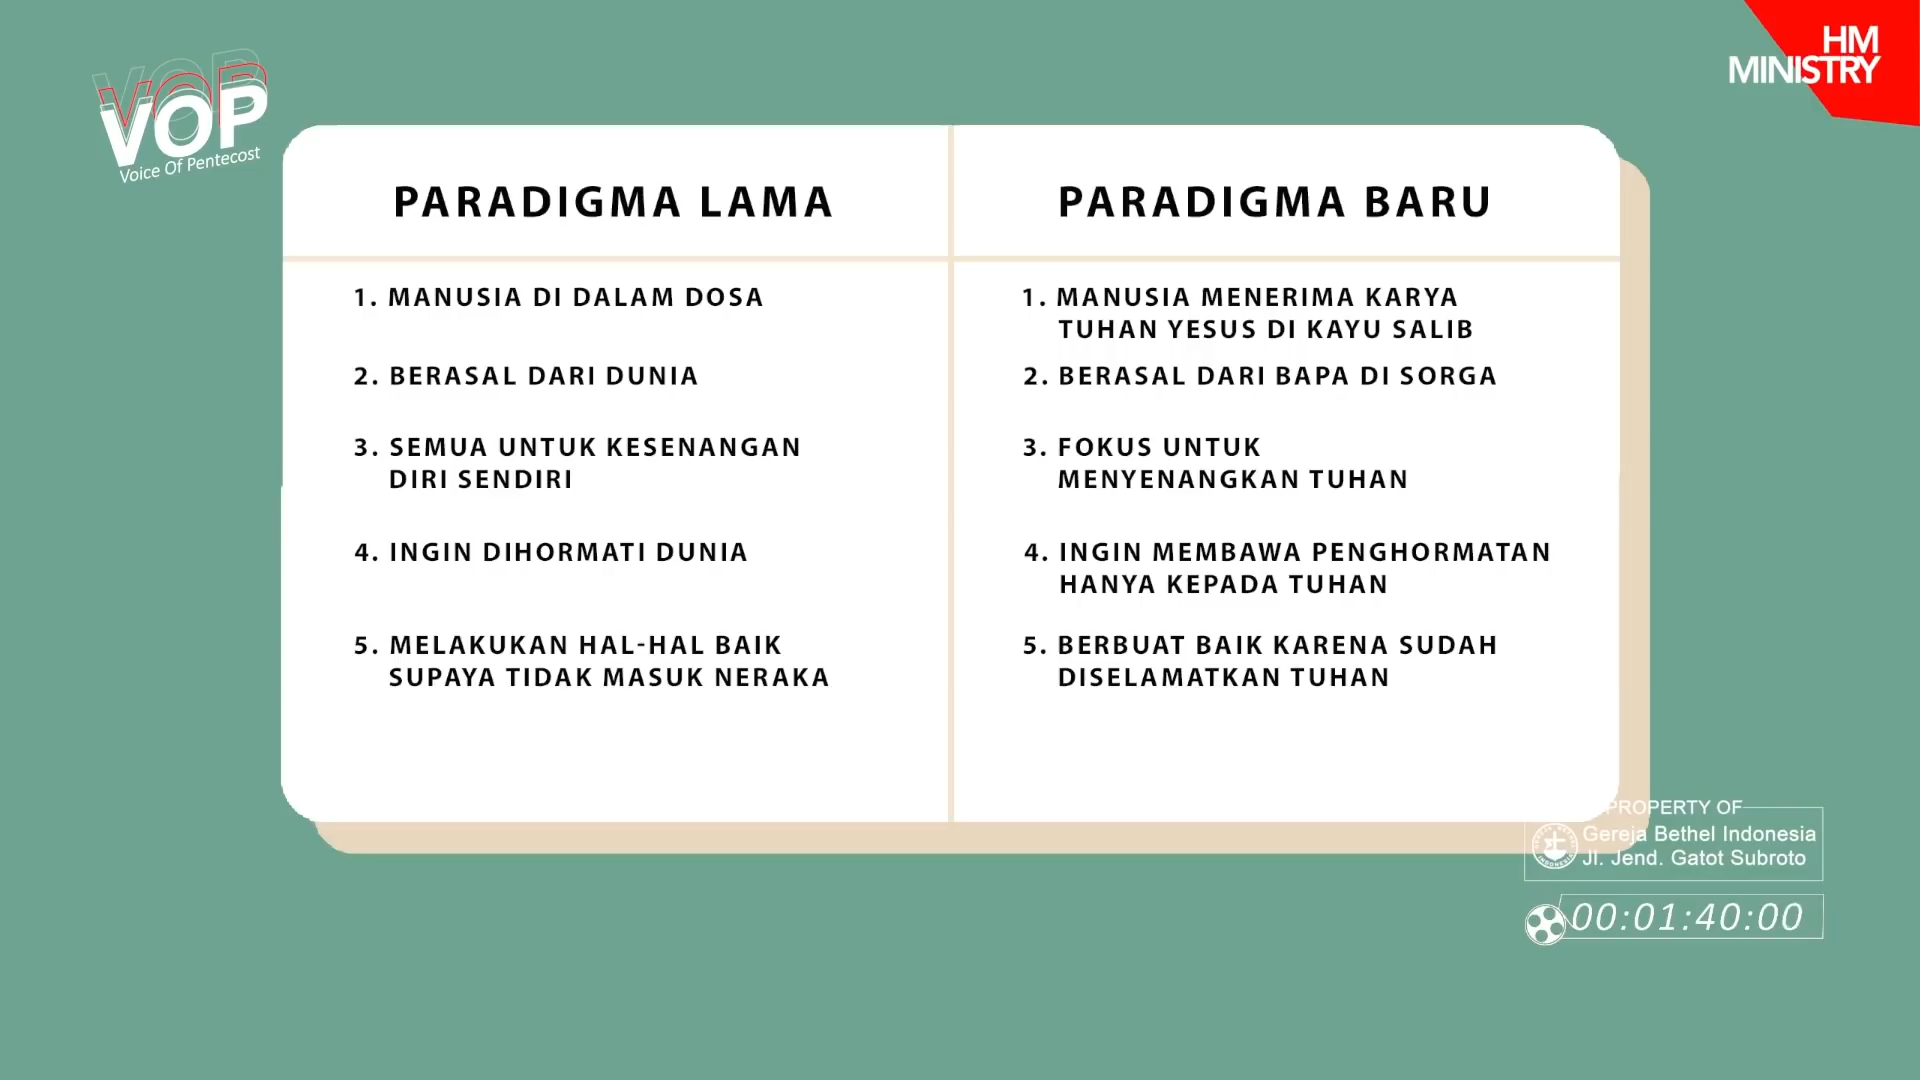 VOP
Voice Of Pentecost
HM
MINISTRY
PARADIGMA LAMA
1. MANUSIA DI DALAM DOSA
2. BERASAL DARI DUNIA
3. SEMUA UNTUK KESENANGAN
DIRI SENDIRI
4. INGIN DIHORMATI DUNIA
5. MELAKUKAN HAL-HAL BAIK
SUPAYA TIDAK MASUK NERAKA
PARADIGMA BARU
1. MANUSIA MENERIMA KARYA
TUHAN YESUS DI KAYU SALIB
2. BERASAL DARI BAPA DI SORGA
3. FOKUS UNTUK
MENYENANGKAN TUHAN
4. INGIN MEMBAWA PENGHORMATAN
HANYA KEPADA TUHAN
5. BERBUAT BAIK KARENA SUDAH
DISELAMATKAN TUHAN
PROPERTY OF
Gereja Bethel Indonesia
Jl. Jend. Gatot Subroto
00:01:40:00